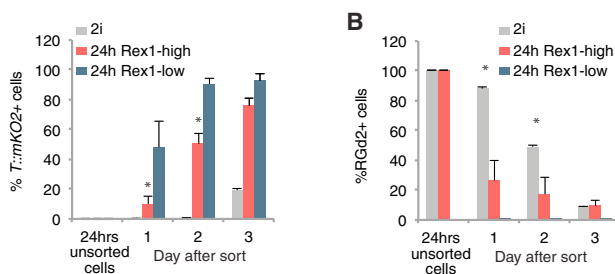 2i
24h Rex1-high
24h Rex1-low
% T::mKO2+ cells
120
100
80
60
40
20
0
*
*
24hrs
unsorted
cells
1
2
3
Day after sort
B
2i
24h Rex1-high
24h Rex1-low
%RGd2+ cells
120
100
80
60
40
20
0
*
*
24hrs
unsorted
cells
1
2
3
Day after sort